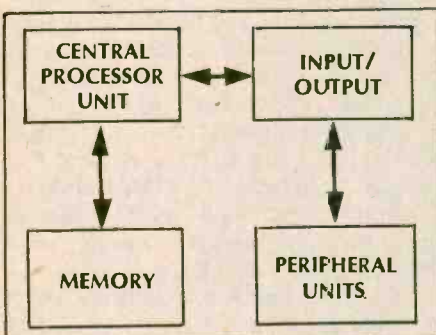 CENTRAL
PROCESSOR
UNIT
INPUT/
OUTPUT
MEMORY
PERIPHERAL
UNITS